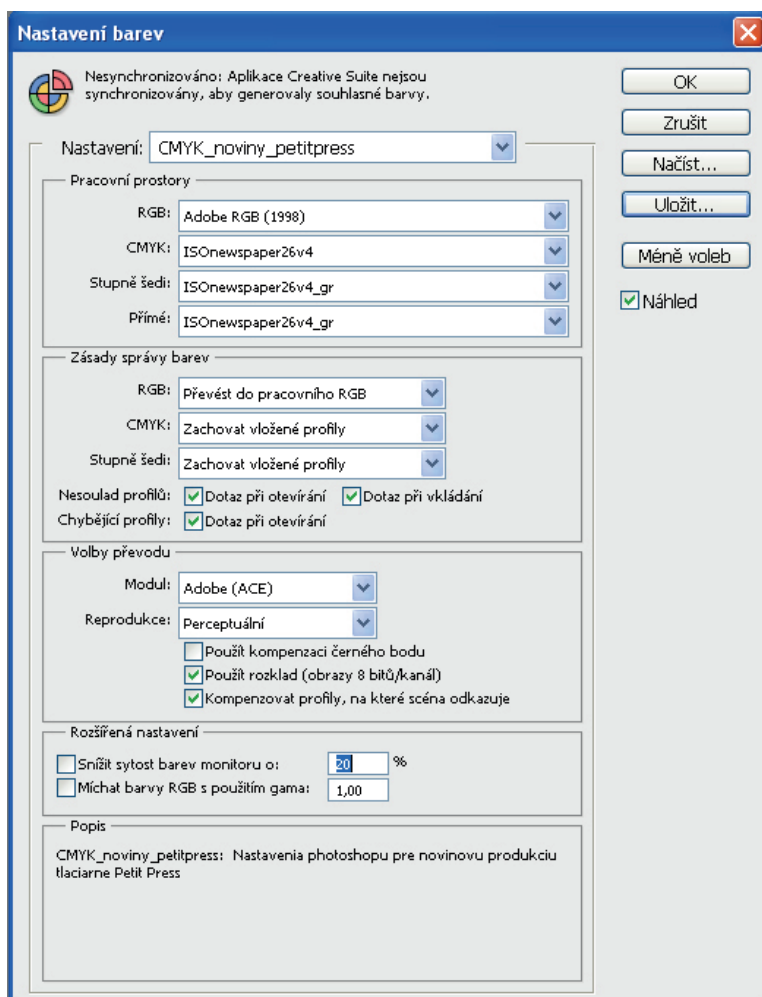 Nastavení barev
Nesynchronizováno: Aplikace Creative Suite nejsou
synchronizovány, aby generovaly souhlasné barvy.
OK
Zrušit
Načíst...
Uložit...
Méně voleb
Náhled
Nastavení: CMYK_noviny_petitpress
Pracovní prostory
RGB: Adobe RGB (1998)
CMYK: ISOnewspaper26v4
Stupně šedi: ISOnewspaper26v4_gr
Přímé: ISOnewspaper26v4_gr
Zásady správy barev
RGB: Převést do pracovního RGB
CMYK: Zachovat vložené profily
Stupně šedi: Zachovat vložené profily
Nesoulad profilů: Dotaz při otevírání Dotaz při vkládání
Chybějící profily: Dotaz při otevírání
Volby převodu
Modul: Adobe (ACE)
Reprodukce: Perceptuální
Použít kompenzaci černého bodu
Použít rozklad (obrazy 8 bitů/kanál)
Kompenzovat profily, na které scéna odkazuje
Rozšířená nastavení
Snížit sytost barev monitoru o: 20 %
Míchat barvy RGB s použitím gama: 1,00
Popis
CMYK_noviny_petitpress: Nastavenia photoshopu pre novinovu produkciu
tlaciarne Petit Press